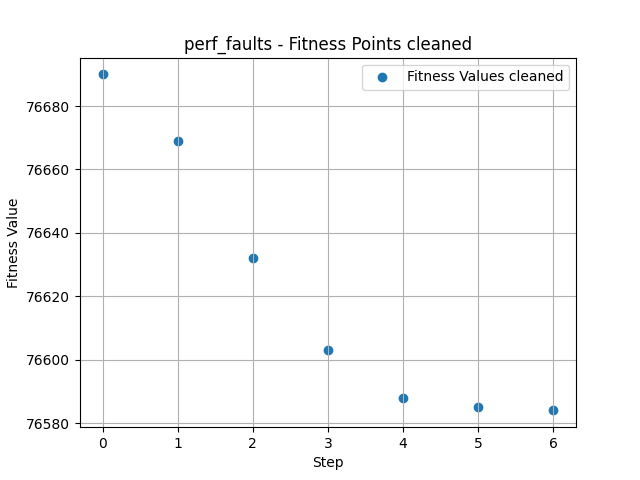 perf_faults - Fitness Points cleaned
Fitness Values cleaned
76680
76660
76640
76620
76600
76580
Fitness Value
0 1 2 3 4 5 6
Step